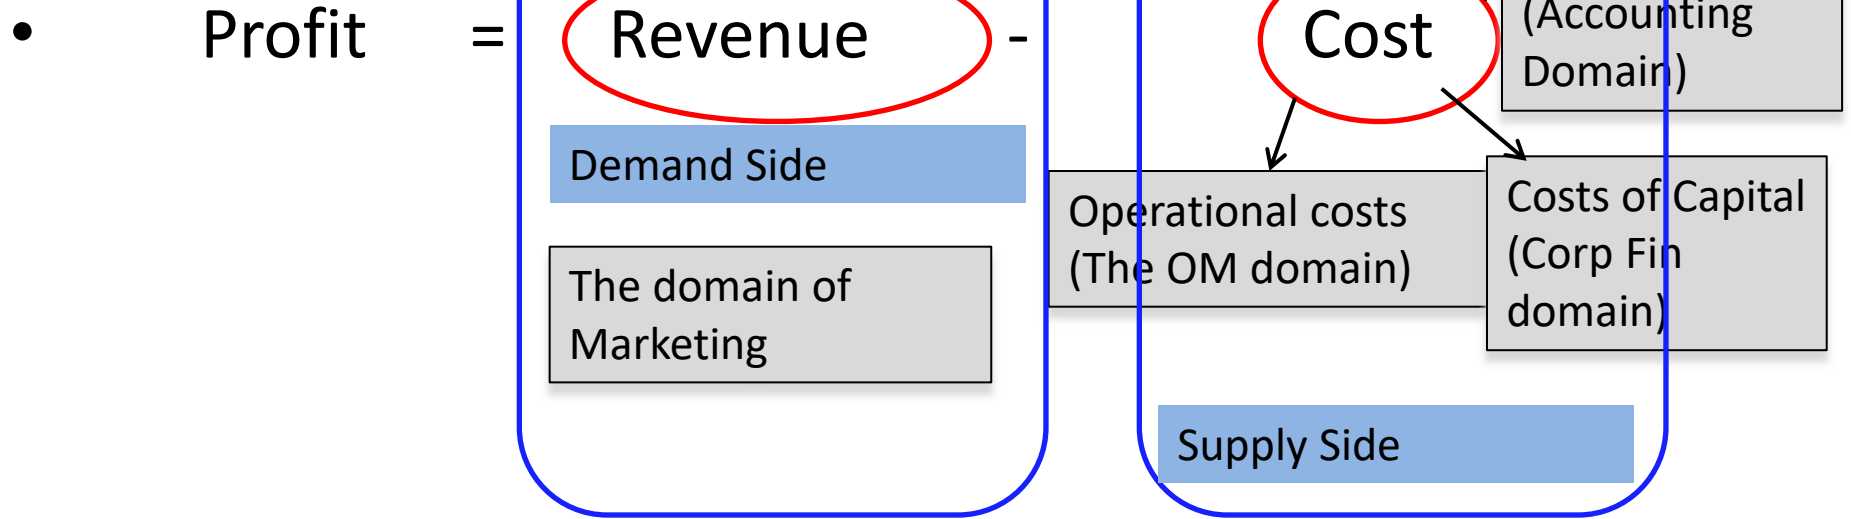 • Profit = Revenue - Cost
(Accounting
Domain)
Demand Side
The domain of
Marketing
Operational costs
(The OM domain)
Costs of Capital
(Corp Fin
domain)
Supply Side